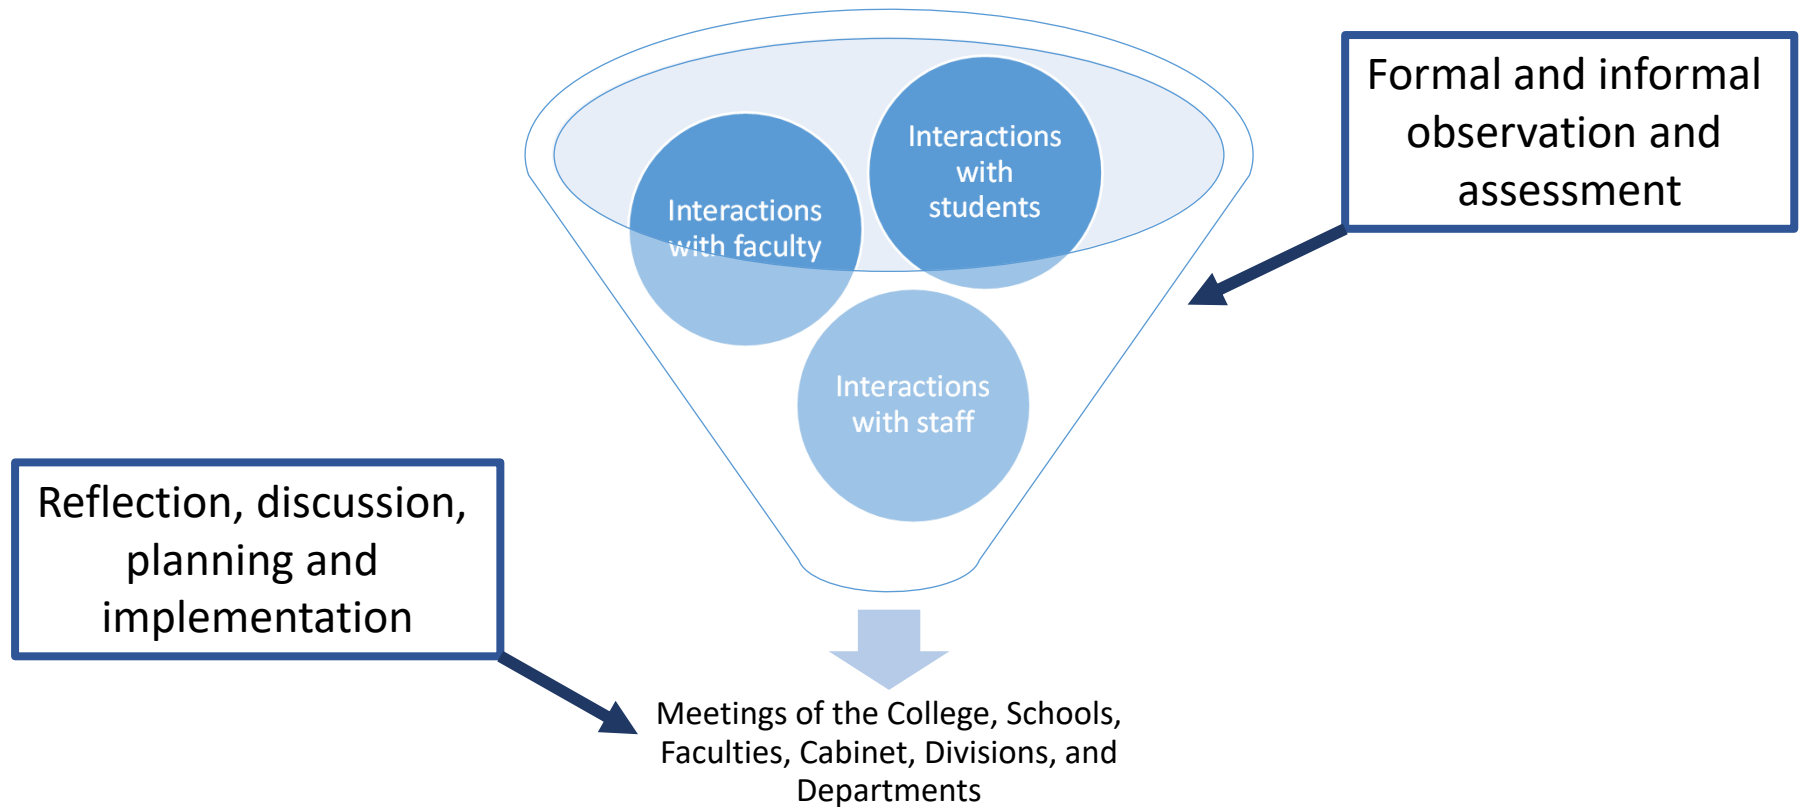 Formal and informal
observation and
assessment
Interactions
with
students
Interactions
with faculty
Interactions
with staff
Reflection, discussion,
planning and
implementation
Meetings of the College, Schools,
Faculties, Cabinet, Divisions, and
Departments